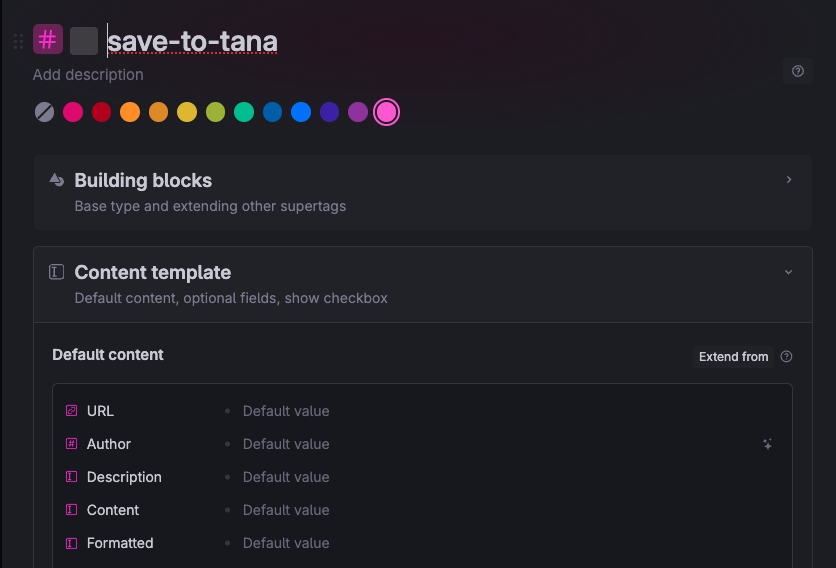 # save-to-tana
Add description
Building blocks
Base type and extending other supertags
Content template
Default content, optional fields, show checkbox
Default content
Extend from
URL Default value
Author Default value
Description Default value
Content Default value
Formatted Default value